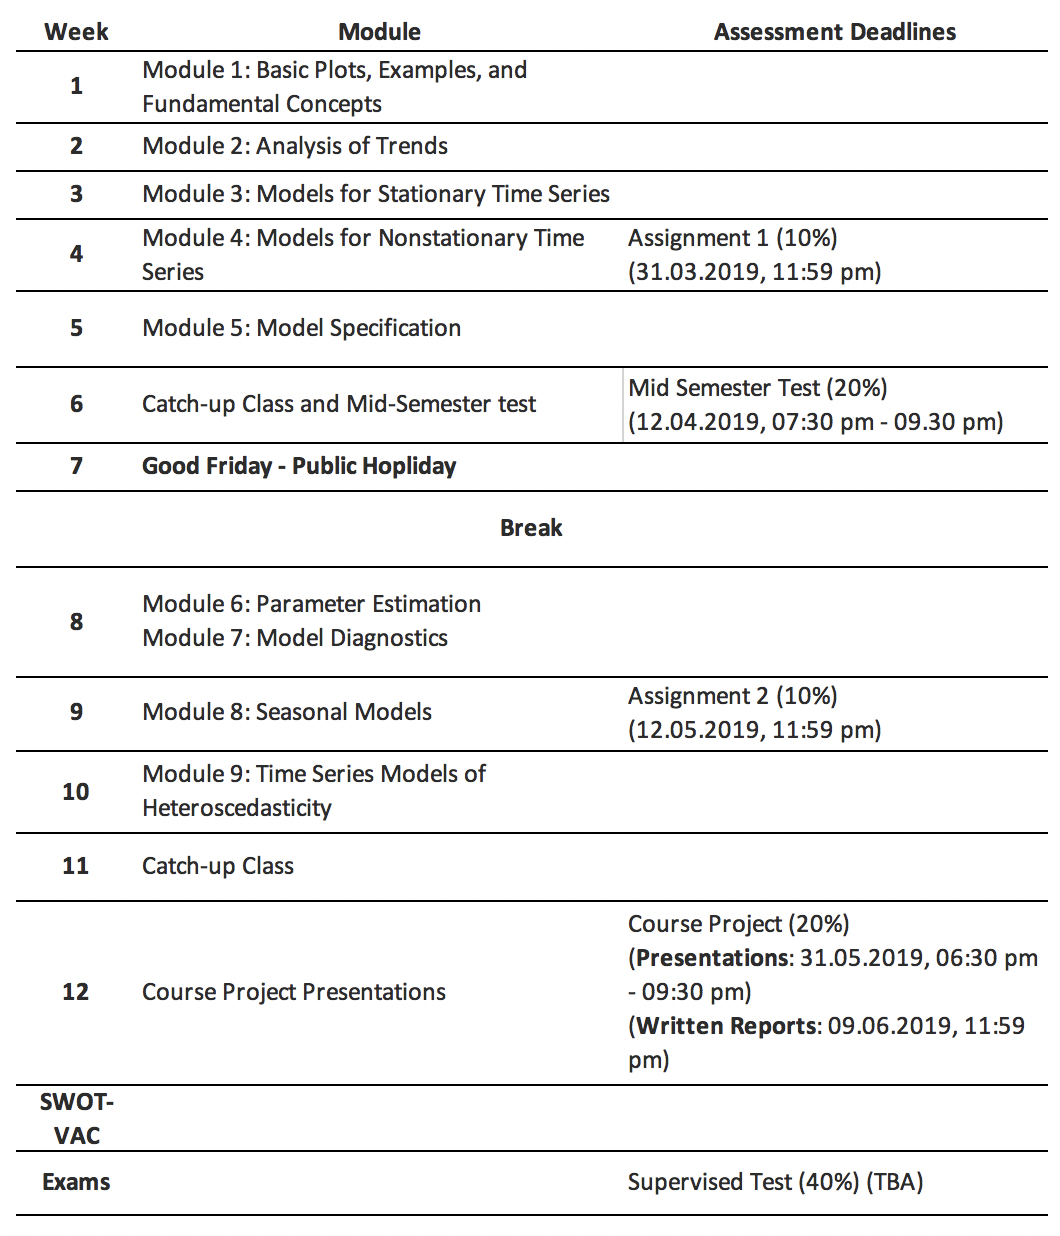 Week Module Assessment Deadlines
1 Module 1: Basic Plots, Examples, and
Fundamental Concepts
2 Module 2: Analysis of Trends
3 Module 3: Models for Stationary Time Series
4 Module 4: Models for Nonstationary Time
Series
Assignment 1 (10%)
(31.03.2019, 11:59 pm)
5 Module 5: Model Specification
6 Catch-up Class and Mid-Semester test
Mid Semester Test (20%)
(12.04.2019, 07:30 pm - 09.30 pm)
7 Good Friday - Public Hopliday
Break
8 Module 6: Parameter Estimation
Module 7: Model Diagnostics
9 Module 8: Seasonal Models
Assignment 2 (10%)
(12.05.2019, 11:59 pm)
10 Module 9: Time Series Models of
Heteroscedasticity
11 Catch-up Class
12 Course Project Presentations
Course Project (20%)
(Presentations: 31.05.2019, 06:30 pm
- 09:30 pm)
(Written Reports: 09.06.2019, 11:59
pm)
SWOT-
VAC
Exams Supervised Test (40%) (TBA)